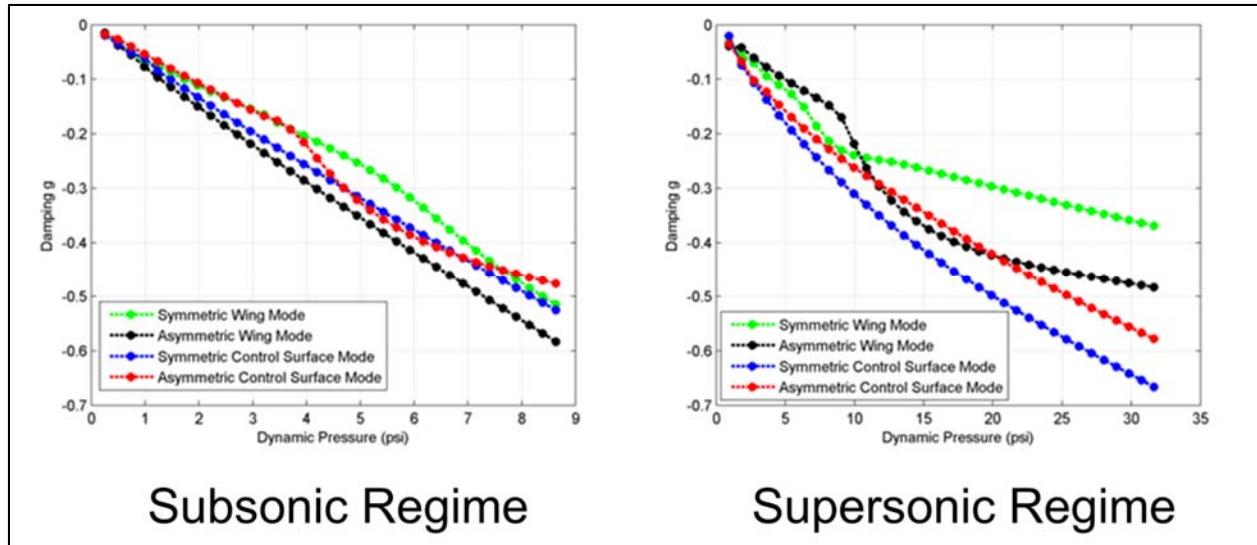 0
-0.1
-0.2
-0.3
-0.4
-0.5
-0.6
-0.7
Damping g
Symmetric Wing Mode
Asymmetric Wing Mode
Symmetric Control Surface Mode
Asymmetric Control Surface Mode
0 1 2 3 4 5 6 7 8 9
Dynamic Pressure (psi)
Subsonic Regime
0
-0.1
-0.2
-0.3
-0.4
-0.5
-0.6
-0.7
Damping g
Symmetric Wing Mode
Asymmetric Wing Mode
Symmetric Control Surface Mode
Asymmetric Control Surface Mode
0 5 10 15 20 25 30 35
Dynamic Pressure (psi)
Supersonic Regime